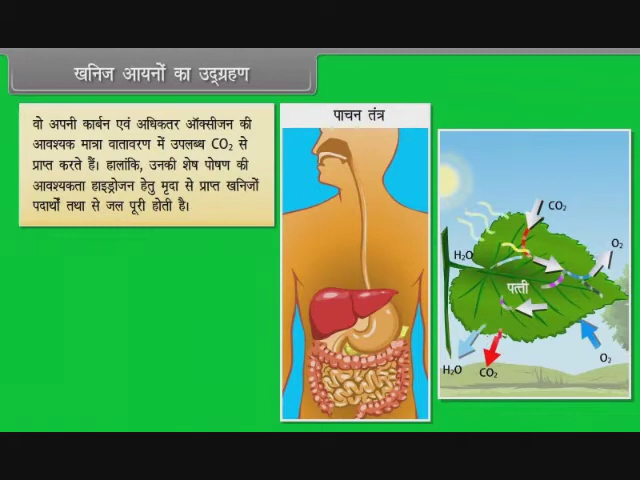 खनिज आयनों का उद्ग्रहण
वो अपनी कार्बन एवं अधिकतर ऑक्सीजन की
आवश्यक मात्रा वातावरण में उपलब्ध CO₂ से
प्राप्त करते हैं। हालांकि, उनकी शेष पोषण की
आवश्यकता हाइड्रोजन हेतु मृदा से प्राप्त खनिजों
पदार्थों तथा से जल पूरी होती है।
पाचन तंत्र
CO₂
O₂
H₂O
पत्ती
O₂
H₂O
CO₂